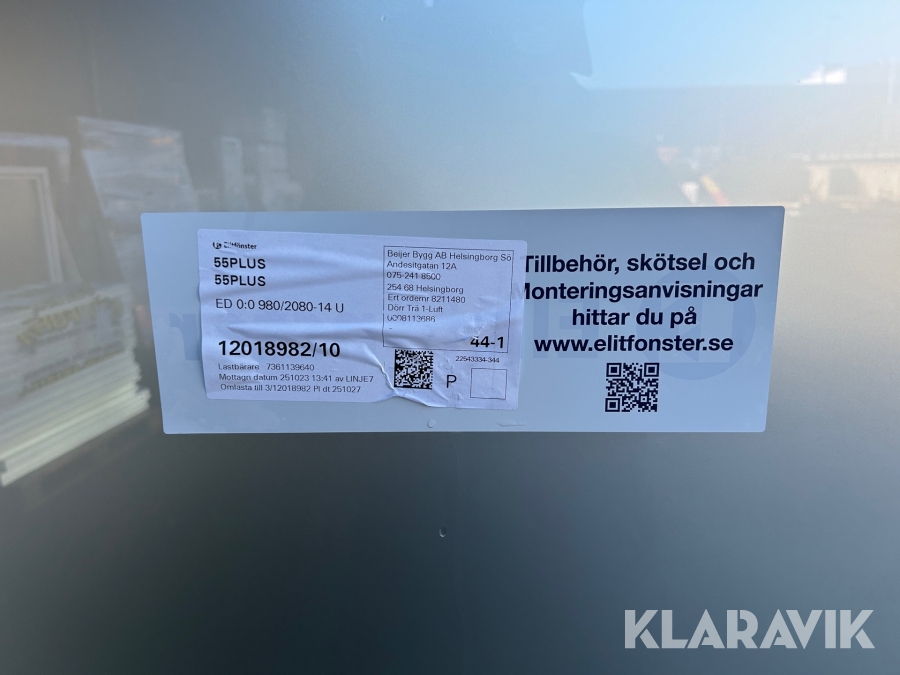 Elitfönster
55PLUS
55PLUS
ED 0:0 980/2080-14 U
12018982/10
Lastbärare 7361139640
Mottagn datum 251023 13:41 av LINJE7
Omlasta till 3/12018982 Pl dt 251027
Beijer Bygg AB Helsingborg Sö
Andesitgatan 12A
075-241 8500
254 68 Helsingborg
Ert ordernr 8211480
Dörr Trä 1-Luft
0008113686
44-1
22543334-344
P
Tillbehör, skötsel och
Monteringsanvisningar
hittar du på
www.elitfonster.se
KLARAVIK